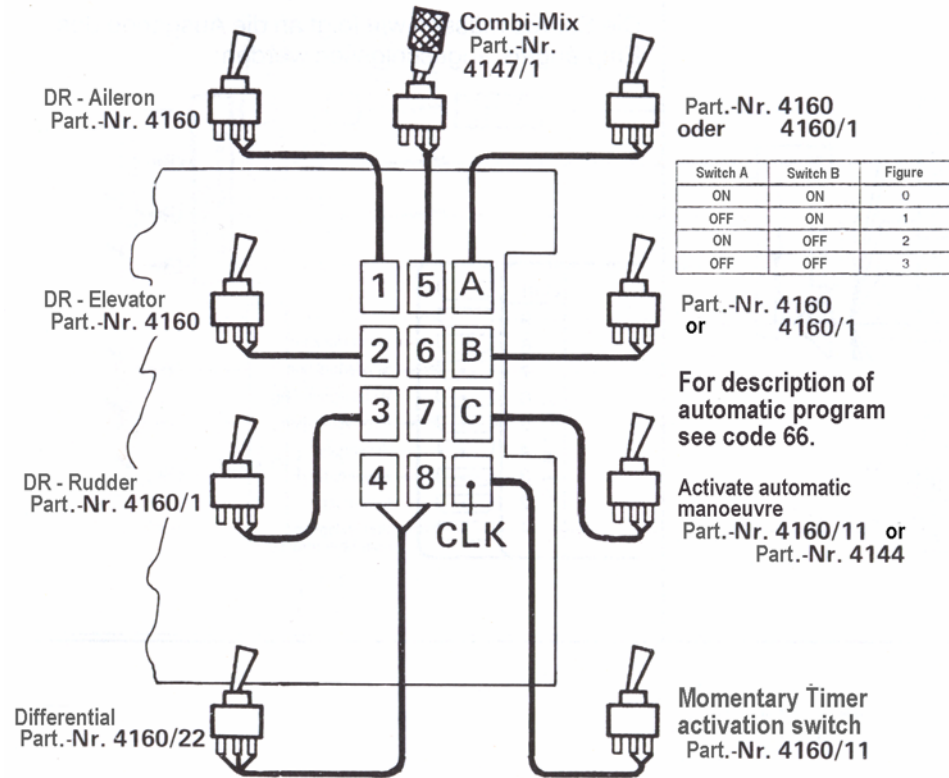 Combi-Mix
Part.-Nr.
4147/1
DR - Aileron
Part.-Nr. 4160
Part.-Nr. 4160
oder 4160/1
Switch A Switch B Figure
ON ON 0
OFF ON 1
ON OFF 2
OFF OFF 3
1 5 A
DR - Elevator
Part.-Nr. 4160
Part.-Nr. 4160
or 4160/1
2 6 B
For description of
automatic program
see code 66.
3 7 C
DR - Rudder
Part.-Nr. 4160/1
4 8
CLK
Activate automatic
manoeuvre
Part.-Nr. 4160/11 or
Part.-Nr. 4144
Differential
Part.-Nr. 4160/22
Momentary Timer
activation switch
Part.-Nr. 4160/11